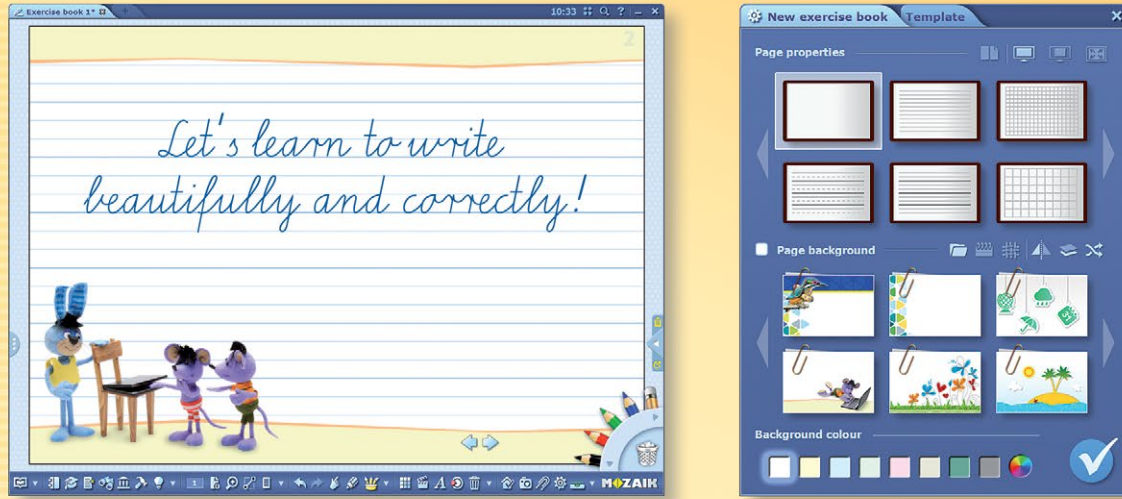 Exercise book 1*
10:33
2
Let's learn to write
beautifully and correctly!
1
MOZAIK
New exercise book
Template
Page properties
Page background
Background colour